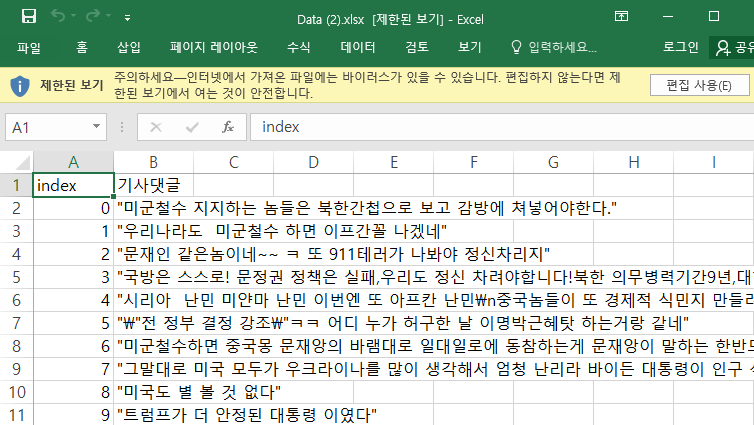 Data (2).xlsx [제한된 보기] - Excel
파일 홈 삽입 페이지 레이아웃 수식 데이터 검토 보기 입력하세요... 로그인 공유
제한된 보기 주의하세요—인터넷에서 가져온 파일에는 바이러스가 있을 수 있습니다. 편집하지 않는다면 제
한된 보기에서 여는 것이 안전합니다.
편집 사용(E)
A1 fx index
A B C D E F G H I
1 index 기사댓글
2 0 "미군철수 지지하는 놈들은 북한간첩으로 보고 감방에 쳐넣어야한다."
3 1 "우리나라도  미군철수 하면 이프간꼴 나겠네"
4 2 "문재인 같은놈이네~~ ㅋ 또 911테러가 나봐야 정신차리지"
5 3 "국방은 스스로! 문정권 정책은 실패,우리도 정신 차려야합니다!북한 의무병력기간9년,대
6 4 "시리아  난민 미얀마 난민 이번엔 또 아프칸 난민₩n중국놈들이 또 경제적 식민지 만들
7 5 "₩"전 정부 결정 강조₩"ㅋㅋ 어디 누가 허구한 날 이명박근혜탓 하는거랑 같네"
8 6 "미군철수하면 중국몽 문재앙의 바램대로 일대일로에 동참하는게 문재앙이 말하는 한반도
9 7 "그말대로 미국 모두가 우크라이나를 많이 생각해서 엄청 난리라 바이든 대통령이 인구
10 8 "미국도 별 볼 것 없다"
11 9 "트럼프가 더 안정된 대통령 이였다"